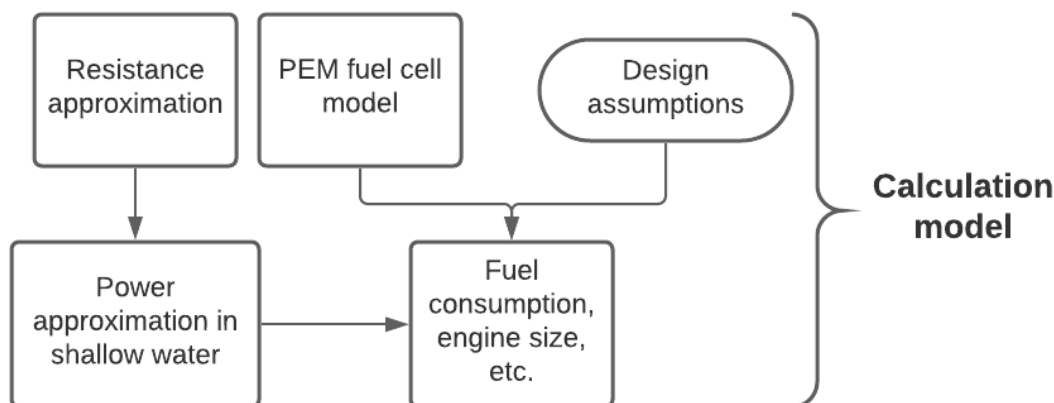 Resistance
approximation
PEM fuel cell
model
Design
assumptions
Calculation
model
Power
approximation in
shallow water
Fuel
consumption,
engine size,
etc.